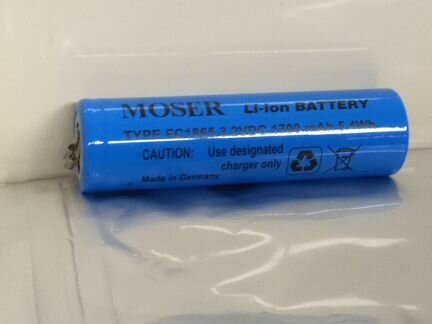 MOSER Li-ion BATTERY
TYPE FC1865 3.2VDC 1700 mAh 5.4Wh
CAUTION: Use designated
charger only
Made in Germany